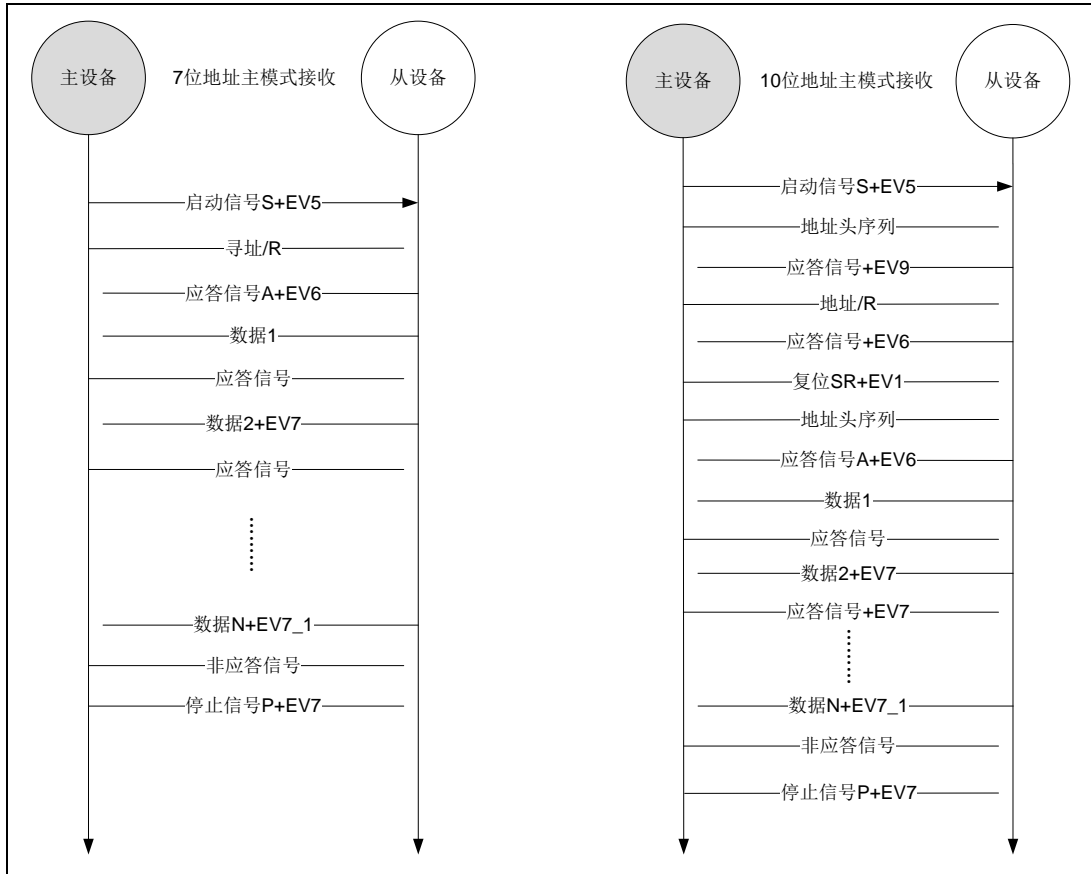 主设备
7位地址主模式接收
从设备
启动信号S+EV5
寻址/R
应答信号A+EV6
数据1
应答信号
数据2+EV7
应答信号
数据N+EV7_1
非应答信号
停止信号P+EV7
主设备
10位地址主模式接收
从设备
启动信号S+EV5
地址头序列
应答信号+EV9
地址/R
应答信号+EV6
复位SR+EV1
地址头序列
应答信号A+EV6
数据1
应答信号
数据2+EV7
应答信号+EV7
数据N+EV7_1
非应答信号
停止信号P+EV7